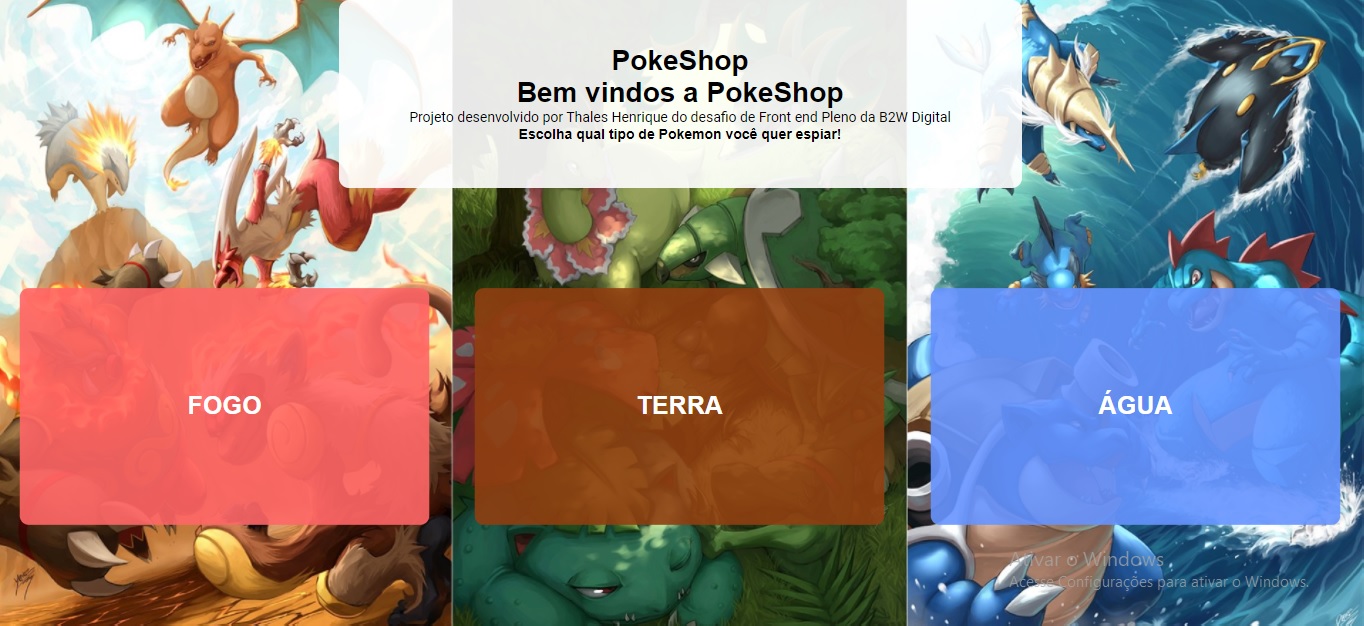 PokeShop
Bem vindos a PokeShop
Projeto desenvolvido por Thales Henrique do desafio de Front end Pleno da B2W Digital
Escolha qual tipo de Pokemon você quer espiar!
FOGO
TERRA
ÁGUA
Ativar o Windows
Acesse Configurações para ativar o Windows.